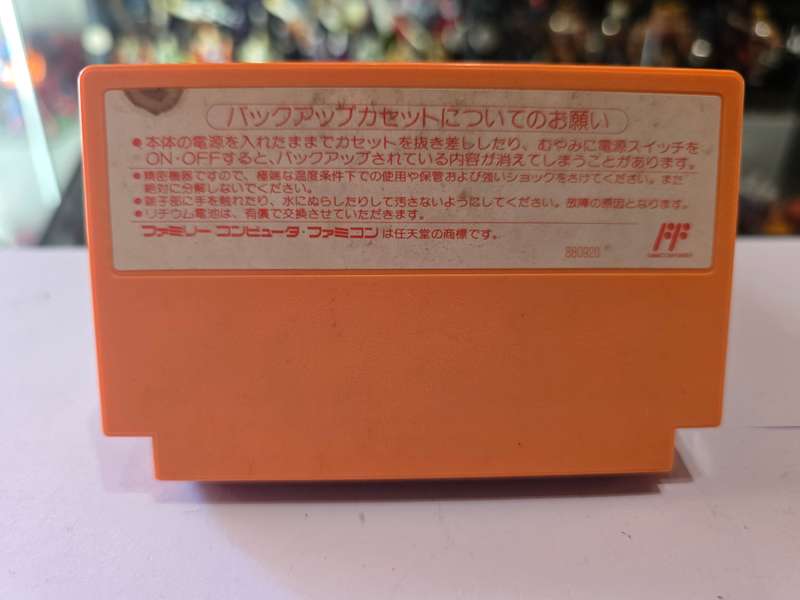 バックアップカセットについてのお願い
●本体の電源を入れたままでカセットを抜き差ししたり、むやみに電源スイッチを
ON・OFFすると、バックアップされている内容が消えてしまうことがあります。
●精密機器ですので、極端な温度条件下での使用や保管および強いショックをさけてください。また
絶対に分解しないでください。
●端子部に手を触れたり、水にぬらしたりして汚さないようにしてください。故障の原因となります。
●リチウム電池は、有償で交換させていただきます。
ファミリー コンピュータ・ファミコンは任天堂の商標です。
880920